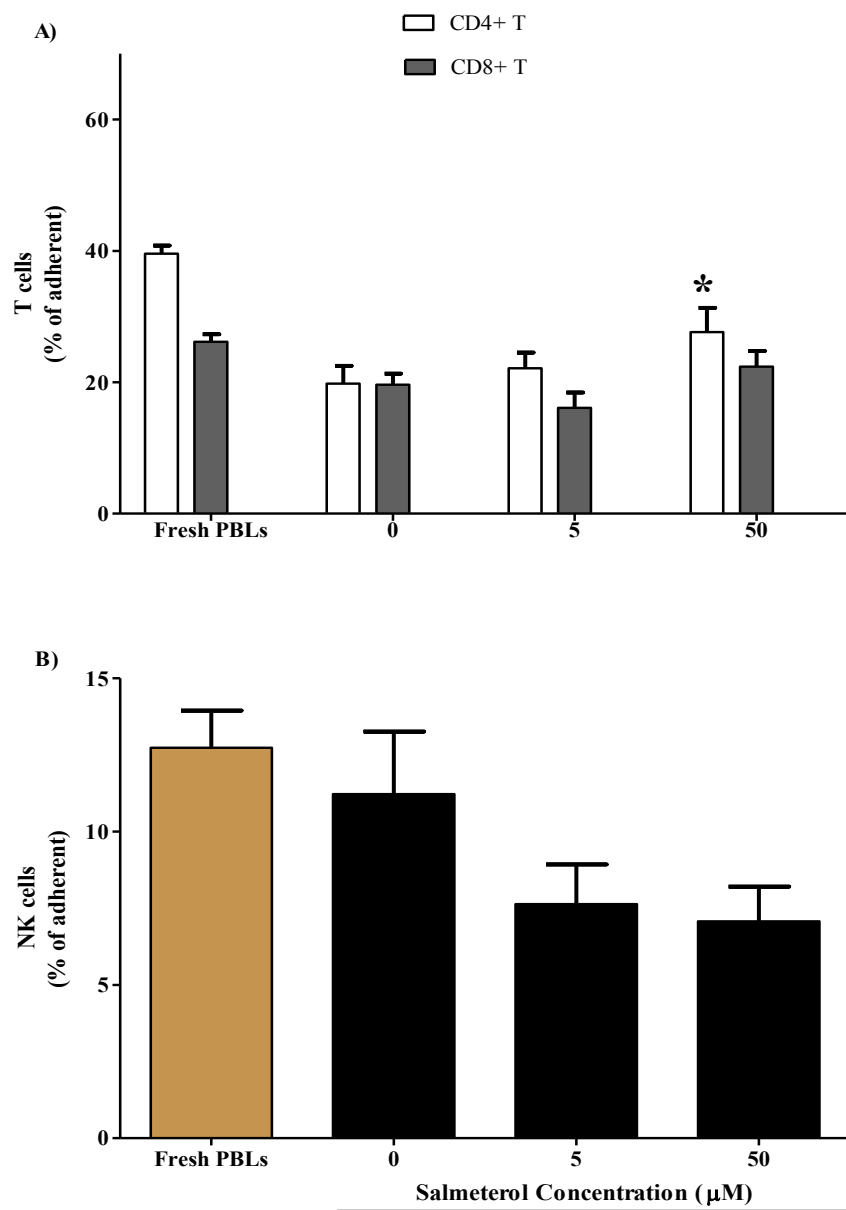 A)
CD4+ T
CD8+ T
60
40
20
0
T cells
(% of adherent)
*
Fresh PBLs 0 5 50
B)
15
10
5
0
NK cells
(% of adherent)
Fresh PBLs 0 5 50
Salmeterol Concentration (μM)